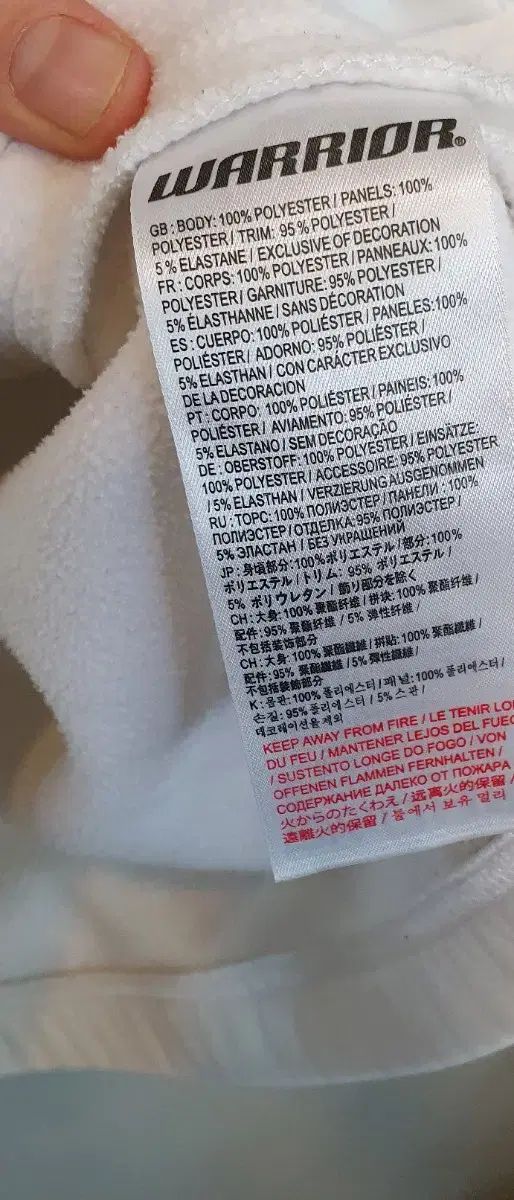 WARRIOR®
GB : BODY: 100% POLYESTER / PANELS: 100%
POLYESTER / TRIM: 95% POLYESTER /
5% ELASTANE / EXCLUSIVE OF DECORATION
FR : CORPS: 100% POLYESTER / PANNEAUX: 100%
POLYESTER / GARNITURE: 95% POLYESTER /
5% ÉLASTHANNE / SANS DÉCORATION
ES : CUERPO: 100% POLIÉSTER / PANELES:100%
POLIÉSTER / ADORNO: 95% POLIÉSTER /
5% ELASTHAN / CON CARÁCTER EXCLUSIVO
DE LA DECORACION
PT : CORPO: 100% POLIÉSTER / PAINEIS: 100%
POLIÉSTER / AVIAMENTO: 95% POLIÉSTER /
5% ELASTANO / SEM DECORAÇÃO
DE : OBERSTOFF: 100% POLYESTER / EINSÄTZE:
100% POLYESTER / ACCESSOIRE: 95% POLYESTER
/ 5% ELASTHAN / VERZIERUNG AUSGENOMMEN
RU : ТОРС: 100% ПОЛИЭСТЕР / ПАНЕЛИ : 100%
ПОЛИЭСТЕР / ОТДЕЛКА: 95% ПОЛИЭСТЕР /
5% ЭЛАСТАН / БЕЗ УКРАШЕНИЙ
JP : 身頃部分: 100% ポリエステル / 部分: 100%
ポリエステル / トリム: 95% ポリエステル /
5% ポリウレタン / 飾り部分を除く
CH : 大身: 100% 聚酯纤维 / 拼块: 100% 聚酯纤维 /
配件: 95% 聚酯纤维 / 5% 弹性纤维 /
不包括装饰部分
CH : 大身: 100% 聚酯纖維 / 拼貼: 100% 聚酯纖維 /
配件: 95% 聚酯纖維 / 5% 彈性纖維 /
不包括裝飾部分
K : 몸판: 100% 폴리에스터 / 패널: 100% 폴리에스터 /
손질: 95% 폴리에스터 / 5% 스판 /
데코레이션을 제외
KEEP AWAY FROM FIRE / LE TENIR
DU FEU / MANTENER LEJOS DEL
/ SUSTENTO LONGE DO FOGO / VON
OFFENEN FLAMMEN FERNHALTEN /
СОДЕРЖАНИЕ ДАЛЕКО ОТ ПОЖАРА
火からのたくわえ / 远离火的保留 /
遠離火的保留 / 불에서 보유 멀리